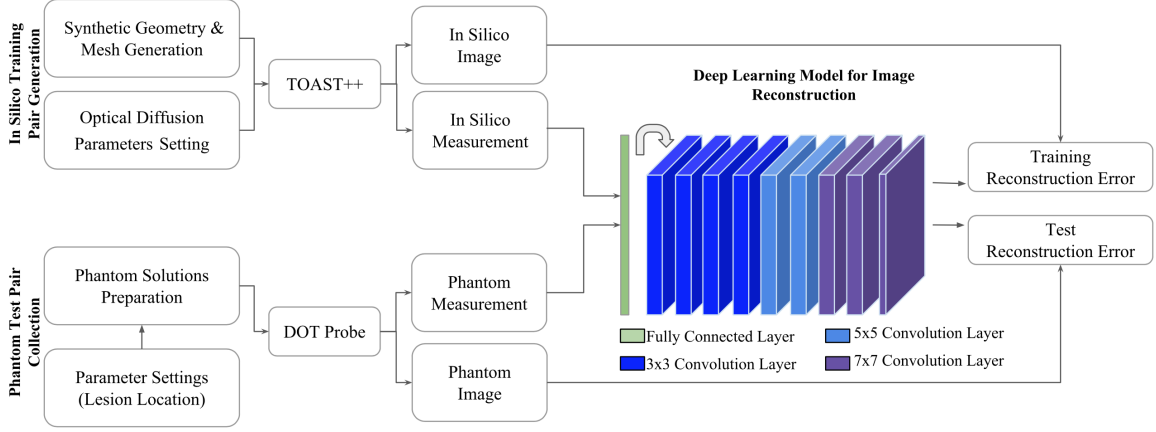 In Silico Training
Pair Generation
Synthetic Geometry &
Mesh Generation
Optical Diffusion
Parameters Setting
TOAST++
In Silico
Image
In Silico
Measurement
Deep Learning Model for Image
Reconstruction
Training
Reconstruction Error
Test
Reconstruction Error
Phantom Test Pair
Collection
Phantom Solutions
Preparation
Parameter Settings
(Lesion Location)
DOT Probe
Phantom
Measurement
Phantom
Image
Fully Connected Layer
5x5 Convolution Layer
3x3 Convolution Layer
7x7 Convolution Layer